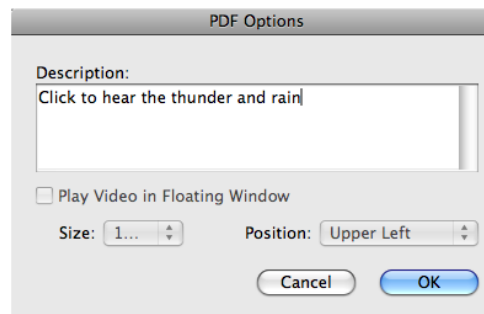 PDF Options
Description:
Click to hear the thunder and rain
Play Video in Floating Window
Size: 1... Position: Upper Left
Cancel OK